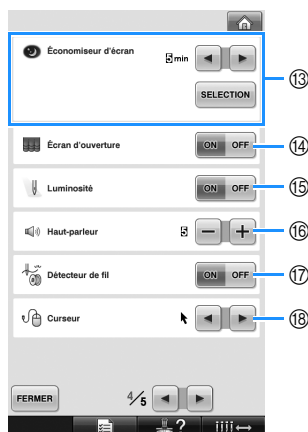 Économiseur d'écran
5 min
⑬
SELECTION
Écran d'ouverture
ON OFF
⑭
Luminosité
ON OFF
⑮
Haut-parleur
5 − +
⑯
Détecteur de fil
ON OFF
⑰
Curseur
⑱
FERMER
4/5
?